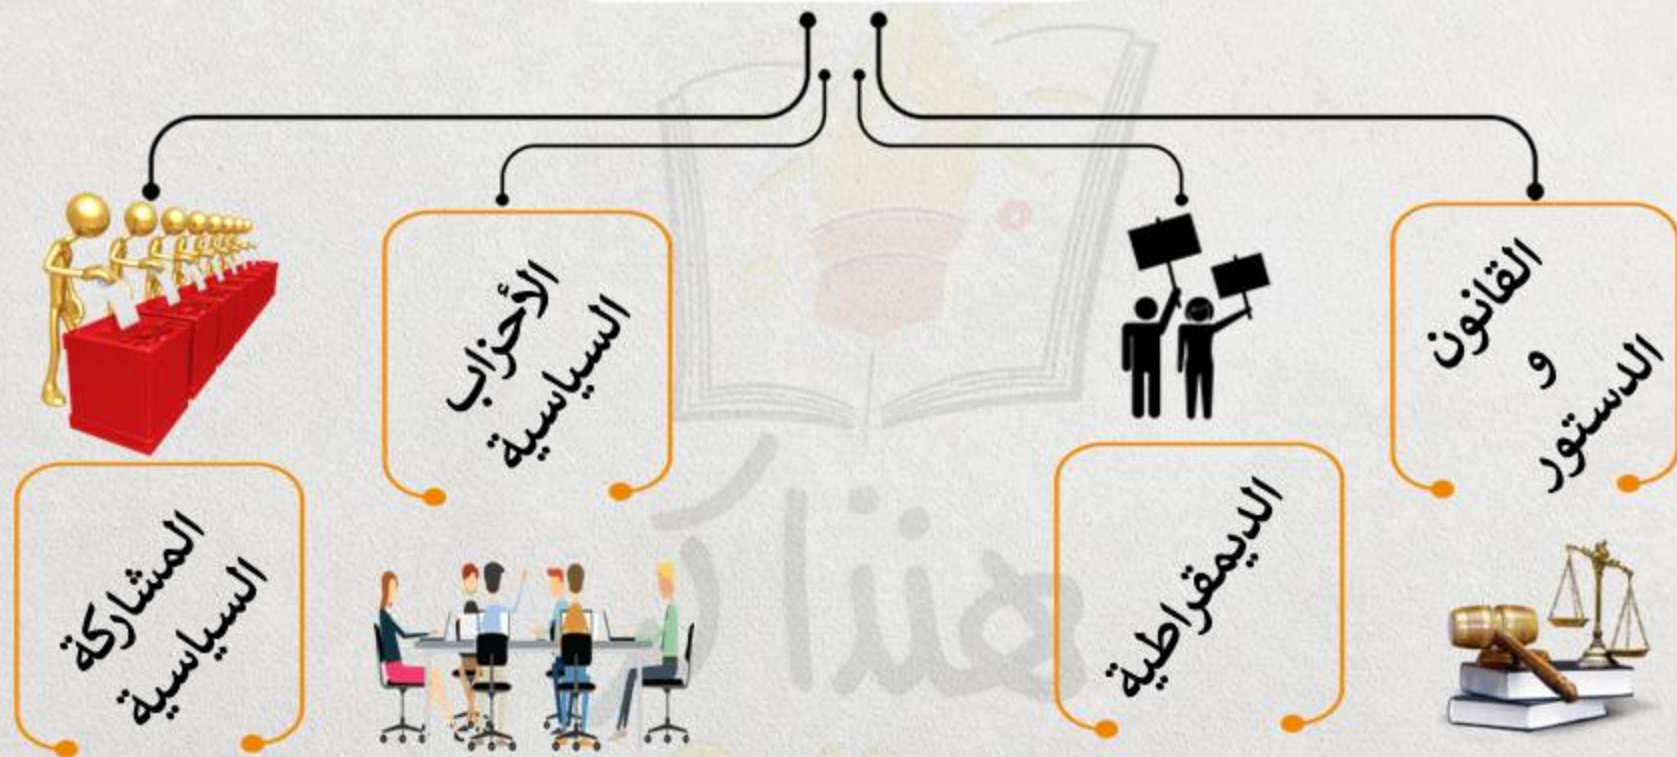 القانون
و
الدستور
الديمقراطية
الأحزاب
السياسية
المشاركة
السياسية